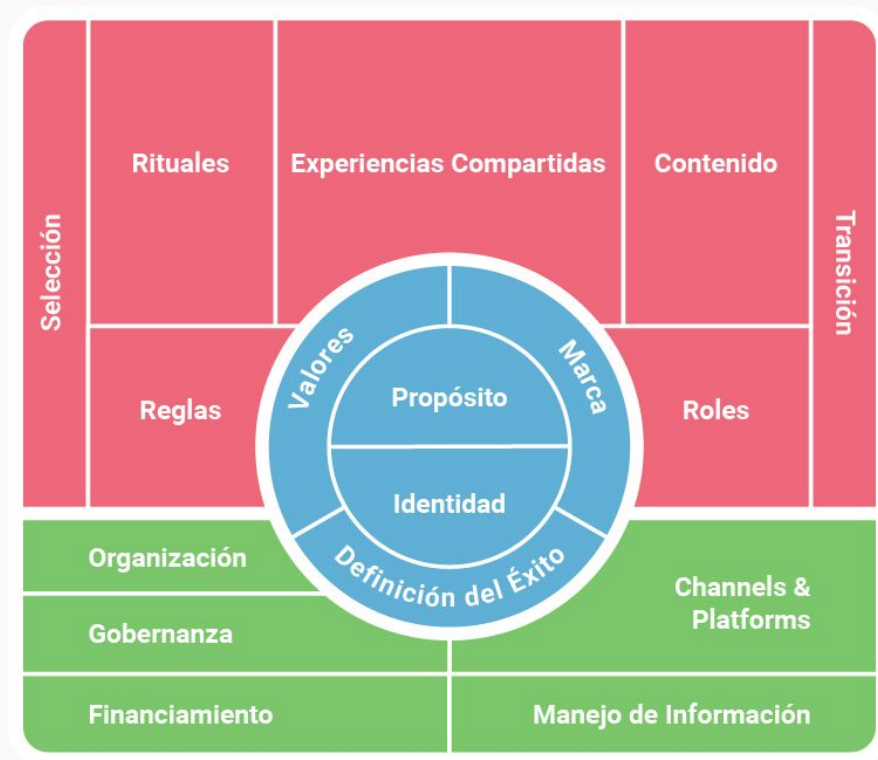 Selección
Rituales
Experiencias Compartidas
Contenido
Transición
Reglas
Valores
Marca
Propósito
Identidad
Definición del Éxito
Roles
Organización
Gobernanza
Financiamiento
Channels &
Platforms
Manejo de Información